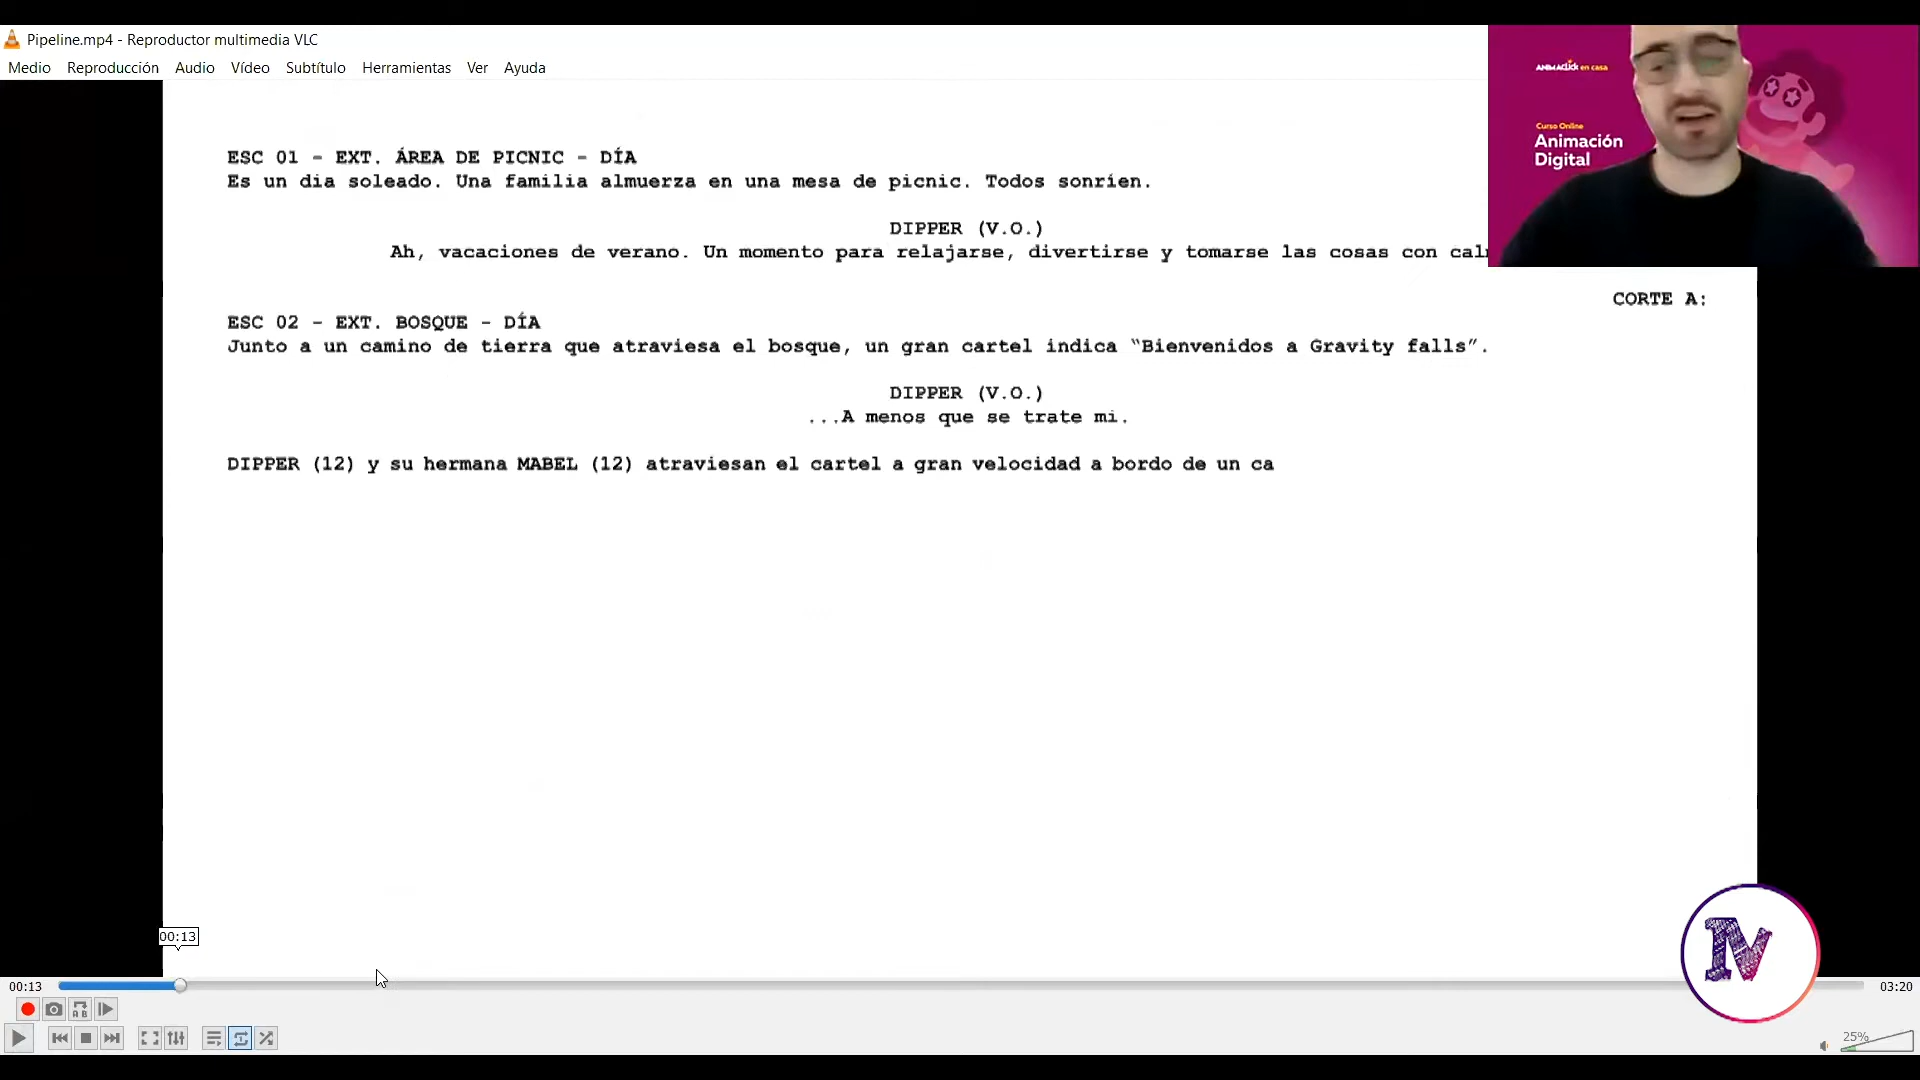 Pipeline.mp4 - Reproductor multimedia VLC
Medio Reproducción Audio Vídeo Subtítulo Herramientas Ver Ayuda
ANIMACLICK en casa
Curso Online
Animación
Digital
ESC 01 - EXT. ÁREA DE PICNIC - DÍA
Es un dia soleado. Una familia almuerza en una mesa de picnic. Todos sonríen.
DIPPER (V.O.)
Ah, vacaciones de verano. Un momento para relajarse, divertirse y tomarse las cosas con cal
CORTE A:
ESC 02 - EXT. BOSQUE - DÍA
Junto a un camino de tierra que atraviesa el bosque, un gran cartel indica “Bienvenidos a Gravity falls”.
DIPPER (V.O.)
...A menos que se trate mi.
DIPPER (12) y su hermana MABEL (12) atraviesan el cartel a gran velocidad a bordo de un ca
00:13
00:13
03:20
25%
N